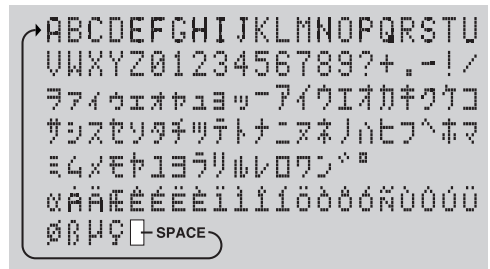 ABCDEFGHIJKLMNOPQRSTU
VWXYZ0123456789?+.-!/
ヲァィゥェォャュョッーアイウエオカキクケコ
サシスセソタチツテトナニヌネノハヒフヘホマ
ミムメモヤユヨラリルレロワン゛゜
ÀÄÆÉÈËÊÏÌÎÍÖÒÔÓÑÙÛÚÜ
ØßµÇ SPACE